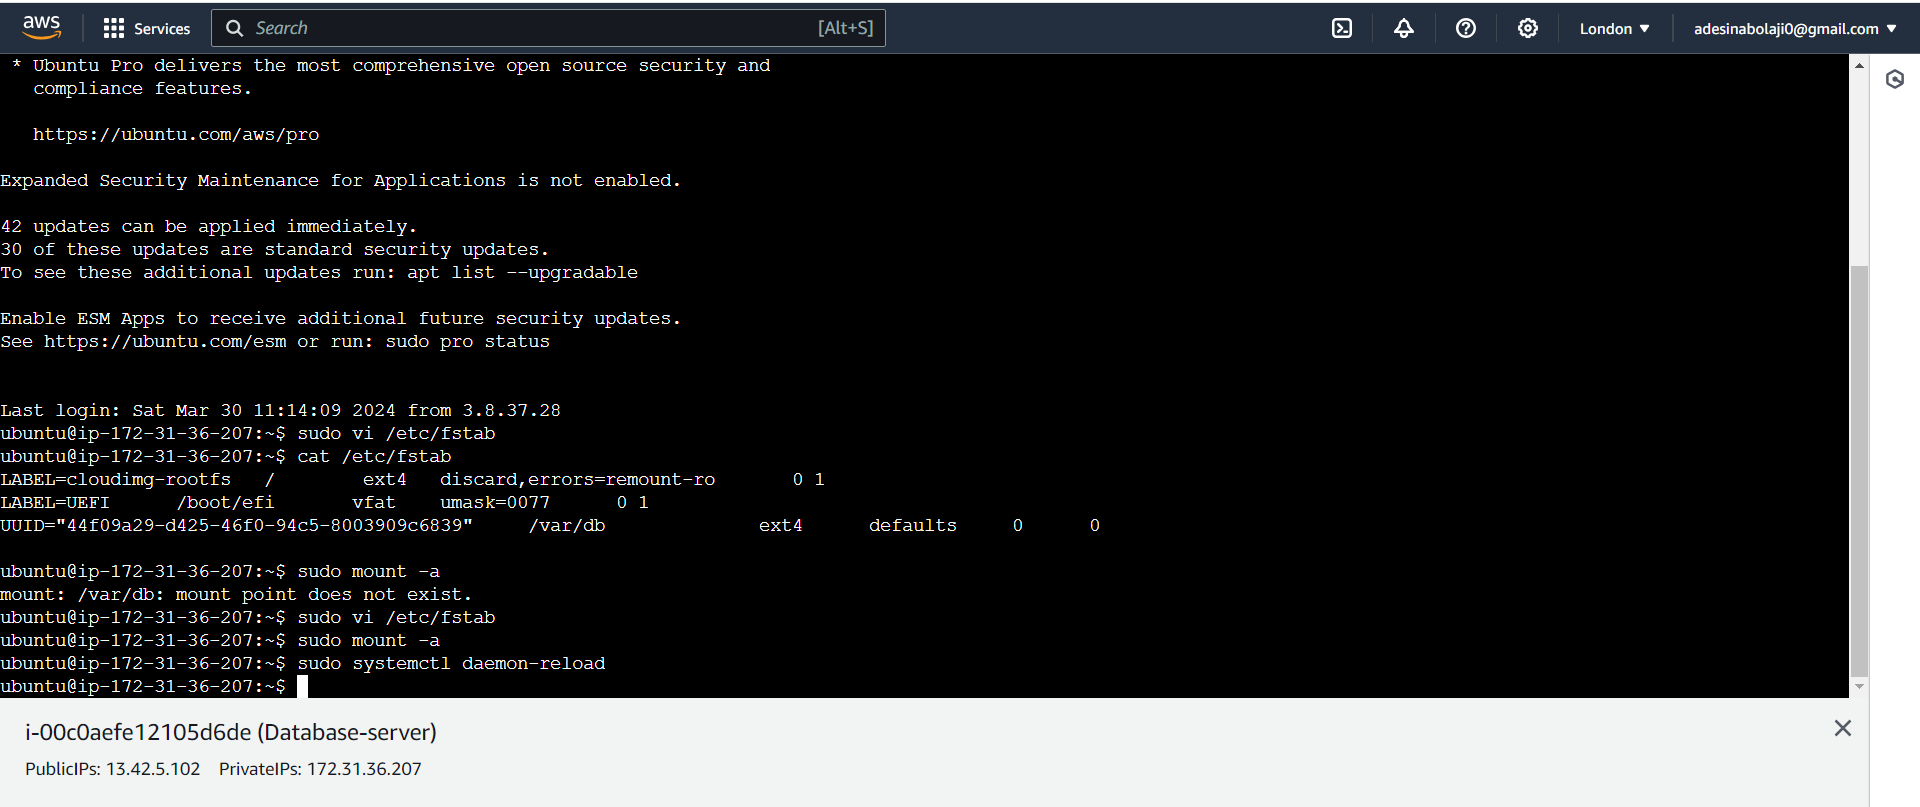 aws Services Search [Alt+S] London adesinabolaji0@gmail.com
* Ubuntu Pro delivers the most comprehensive open source security and
compliance features.
https://ubuntu.com/aws/pro
Expanded Security Maintenance for Applications is not enabled.
42 updates can be applied immediately.
30 of these updates are standard security updates.
To see these additional updates run: apt list --upgradable
Enable ESM Apps to receive additional future security updates.
See https://ubuntu.com/esm or run: sudo pro status
Last login: Sat Mar 30 11:14:09 2024 from 3.8.37.28
ubuntu@ip-172-31-36-207:~$ sudo vi /etc/fstab
ubuntu@ip-172-31-36-207:~$ cat /etc/fstab
LABEL=cloudimg-rootfs / ext4 discard,errors=remount-ro 0 1
LABEL=UEFI /boot/efi vfat umask=0077 0 1
UUID="44f09a29-d425-46f0-94c5-8003909c6839" /var/db ext4 defaults 0 0
ubuntu@ip-172-31-36-207:~$ sudo mount -a
mount: /var/db: mount point does not exist.
ubuntu@ip-172-31-36-207:~$ sudo vi /etc/fstab
ubuntu@ip-172-31-36-207:~$ sudo mount -a
ubuntu@ip-172-31-36-207:~$ sudo systemctl daemon-reload
ubuntu@ip-172-31-36-207:~$
i-00c0aefe12105d6de (Database-server)
PublicIPs: 13.42.5.102 PrivateIPs: 172.31.36.207